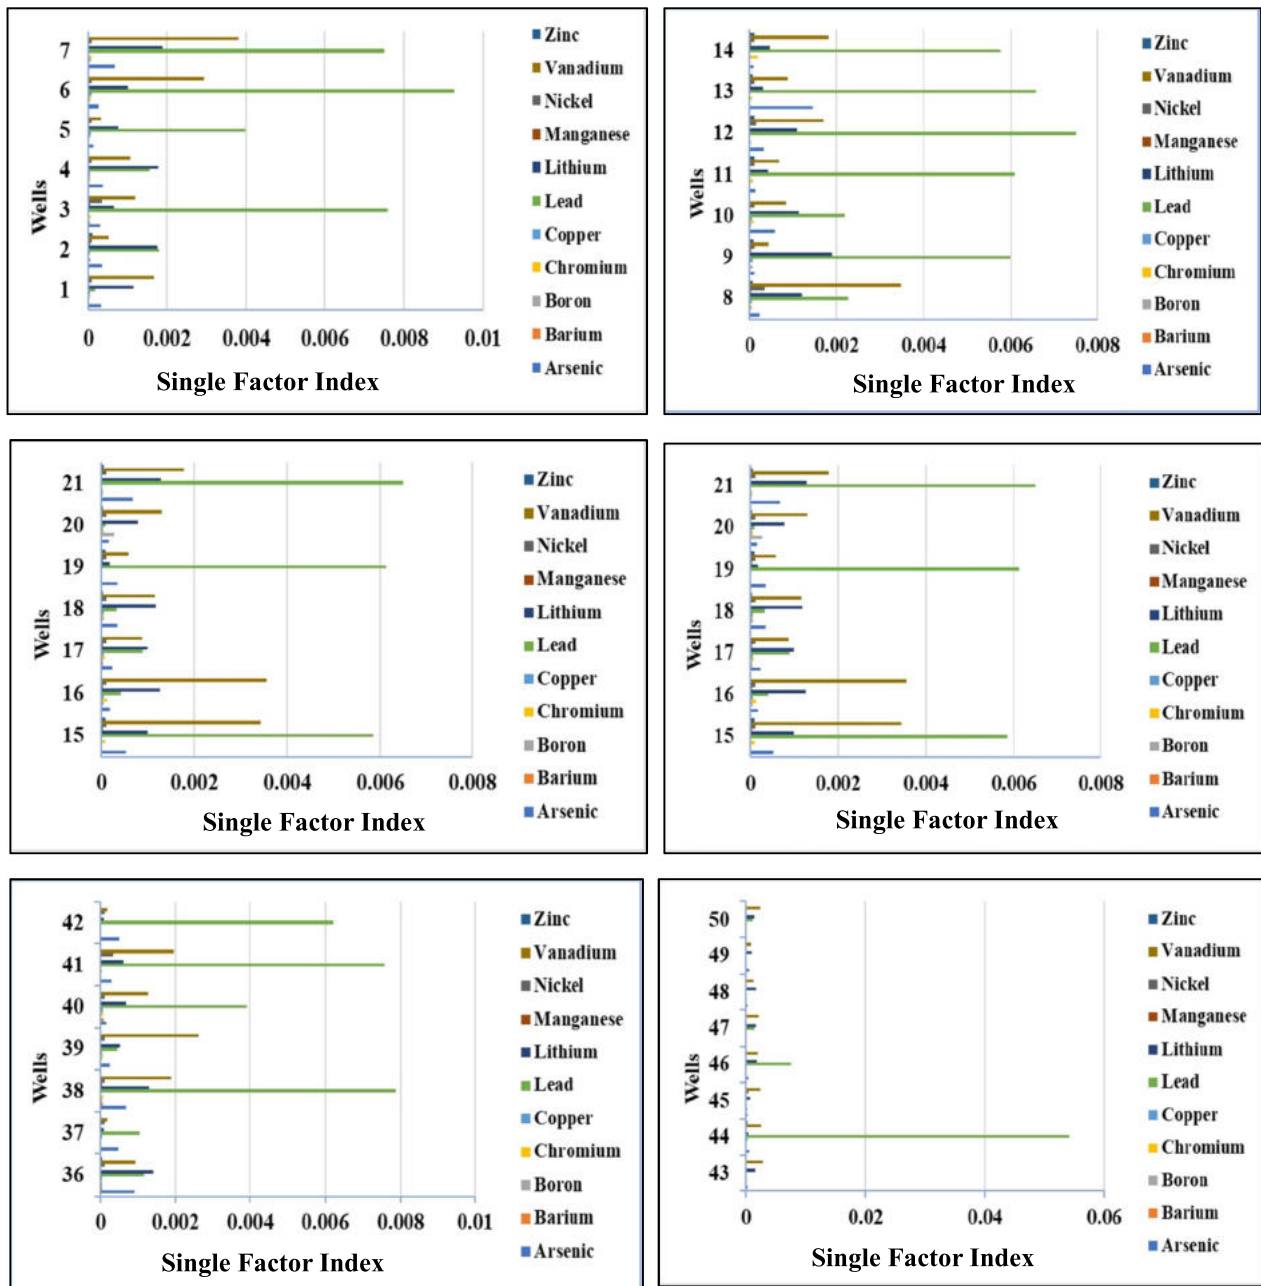 7
6
5
4
3
2
1
Wells
0 0.002 0.004 0.006 0.008 0.01
Single Factor Index
Zinc
Vanadium
Nickel
Manganese
Lithium
Lead
Copper
Chromium
Boron
Barium
Arsenic
14
13
12
11
10
9
8
Wells
0 0.002 0.004 0.006 0.008
Single Factor Index
Zinc
Vanadium
Nickel
Manganese
Lithium
Lead
Copper
Chromium
Boron
Barium
Arsenic
21
20
19
18
17
16
15
Wells
0 0.002 0.004 0.006 0.008
Single Factor Index
Zinc
Vanadium
Nickel
Manganese
Lithium
Lead
Copper
Chromium
Boron
Barium
Arsenic
21
20
19
18
17
16
15
Wells
0 0.002 0.004 0.006 0.008
Single Factor Index
Zinc
Vanadium
Nickel
Manganese
Lithium
Lead
Copper
Chromium
Boron
Barium
Arsenic
42
41
40
39
38
37
36
Wells
0 0.002 0.004 0.006 0.008 0.01
Single Factor Index
Zinc
Vanadium
Nickel
Manganese
Lithium
Lead
Copper
Chromium
Boron
Barium
Arsenic
50
49
48
47
46
45
44
43
Wells
0 0.02 0.04 0.06
Single Factor Index
Zinc
Vanadium
Nickel
Manganese
Lithium
Lead
Copper
Chromium
Boron
Barium
Arsenic